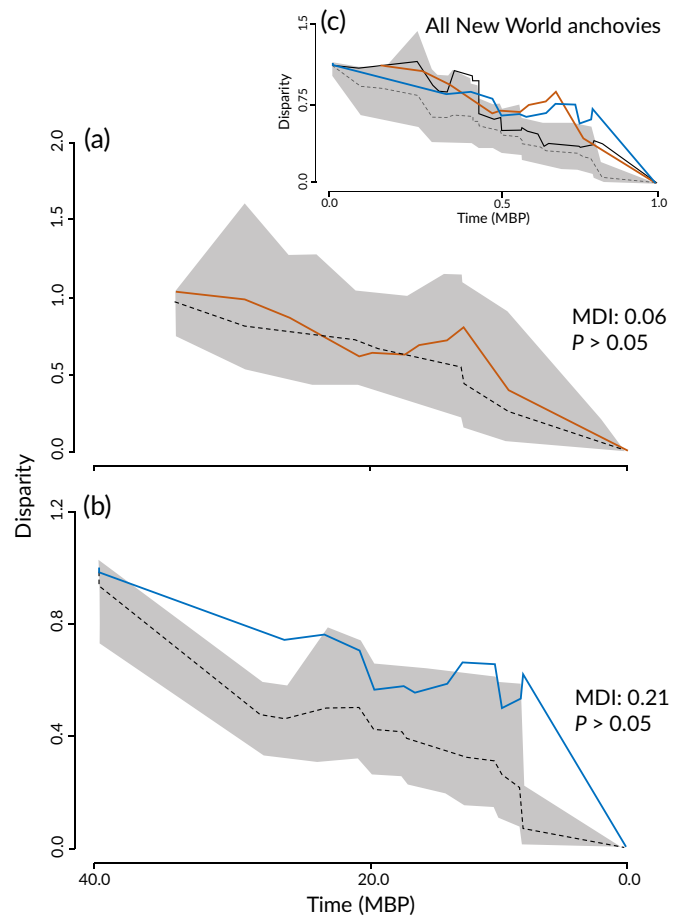 (c)
All New World anchovies
1.5
0.75
0.0
Disparity
0.0
0.5
1.0
Time (MBP)
(a)
2.0
1.5
1.0
0.5
0.0
MDI: 0.06
P > 0.05
Disparity
(b)
1.2
0.8
0.4
0.0
MDI: 0.21
P > 0.05
40.0
20.0
0.0
Time (MBP)